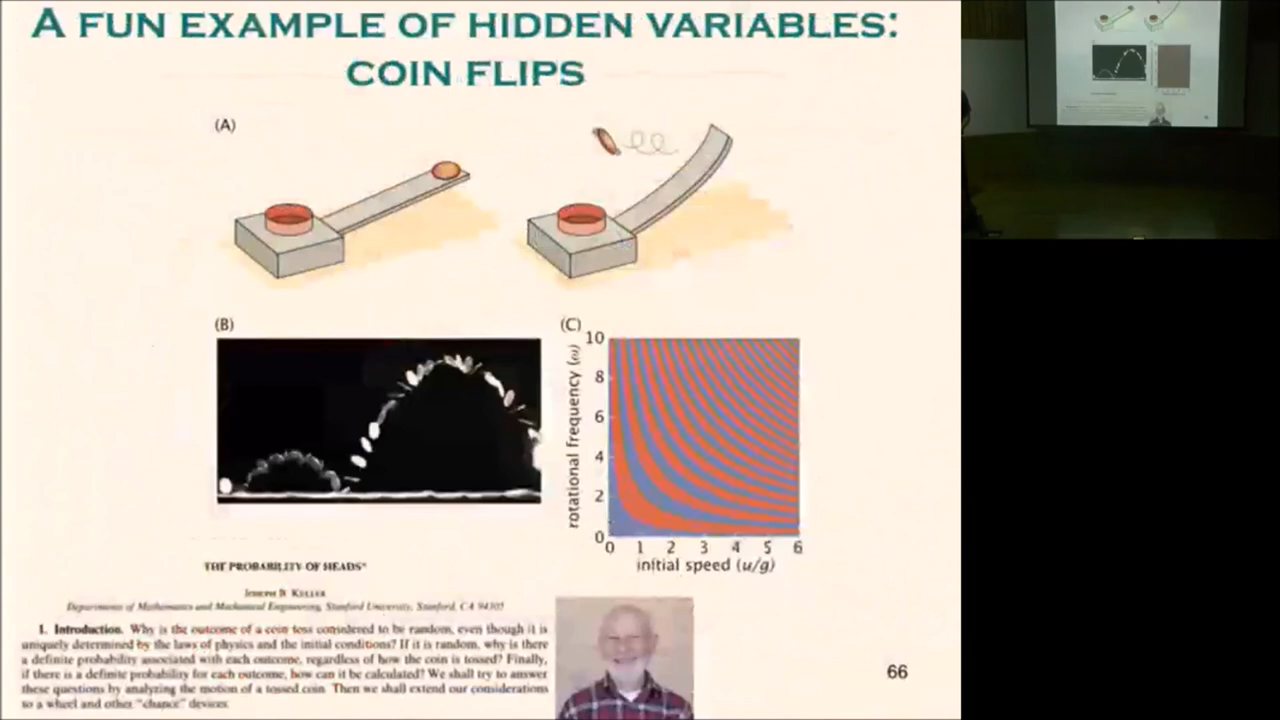 A FUN EXAMPLE OF HIDDEN VARIABLES:
COIN FLIPS
(A)
(B)
(C)
rotational frequency (ω)
10
8
6
4
2
0
0 1 2 3 4 5 6
initial speed (u/g)
THE PROBABILITY OF HEADS*
JOSEPH B. KELLER
Departments of Mathematics and Mechanical Engineering, Stanford University, Stanford, CA 94305
1. Introduction. Why is the outcome of a coin toss considered to be random, even though it is
uniquely determined by the laws of physics and the initial conditions? If it is random, why is there
a definite probability associated with each outcome, regardless of how the coin is tossed? Finally,
if there is a definite probability for each outcome, how can it be calculated? We shall try to answer
these questions by analyzing the motion of a tossed coin. Then we shall extend our considerations
to a wheel and other "chance" devices.
66